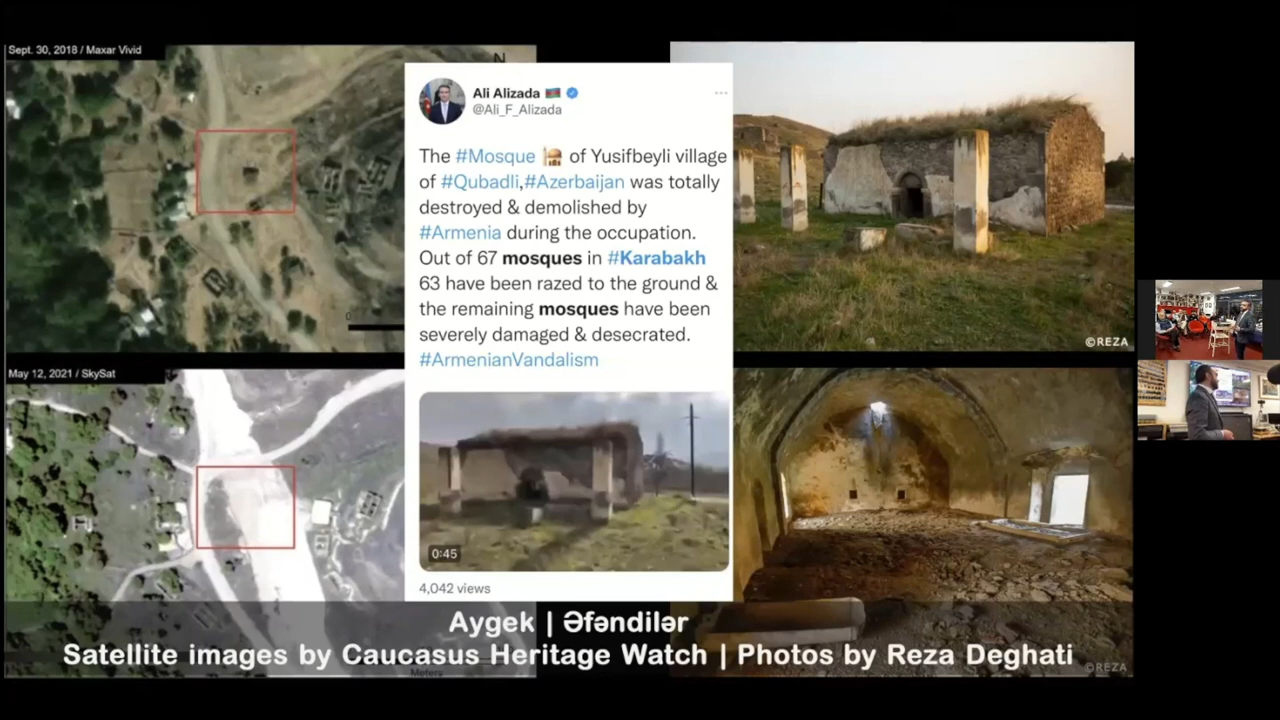 Sept. 30, 2018 / Maxar Vivid
N
0
May 12, 2021 / SkySat
Ali Alizada
@Ali_F_Alizada
The #Mosque of Yusifbeyli village
of #Qubadli,#Azerbaijan was totally
destroyed & demolished by
#Armenia during the occupation.
Out of 67 mosques in #Karabakh
63 have been razed to the ground &
the remaining mosques have been
severely damaged & desecrated.
#ArmenianVandalism
0:45
4,042 views
©REZA
Aygek | Əfəndilər
Satellite images by Caucasus Heritage Watch | Photos by Reza Deghati
©REZA
Meters